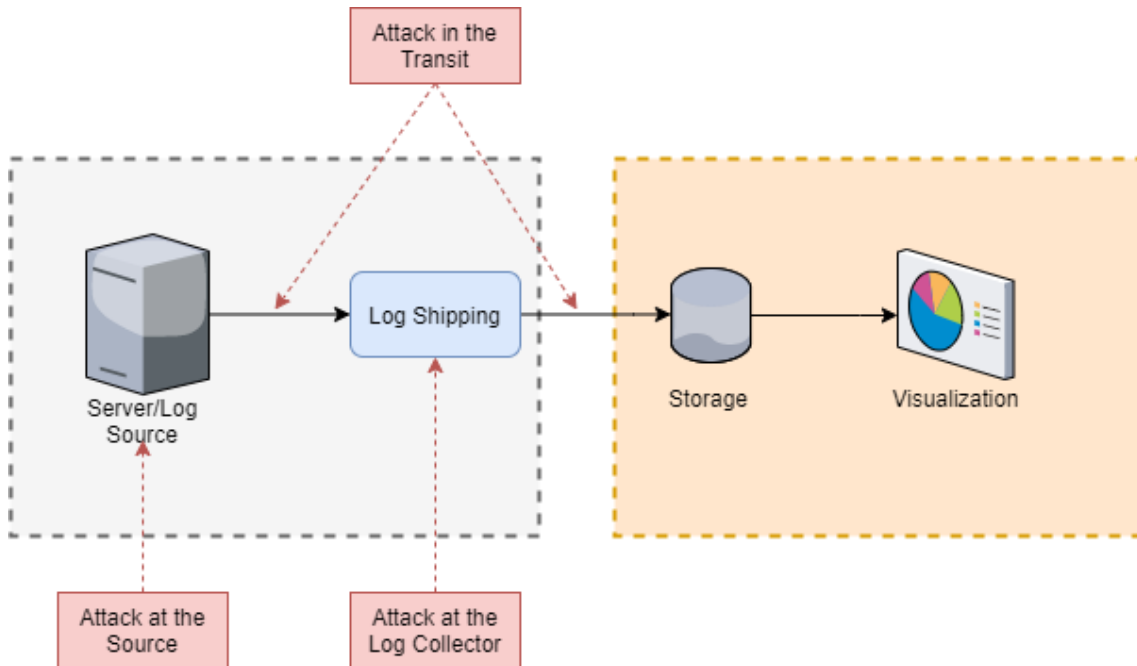 Attack in the
Transit
Log Shipping
Server/Log
Source
Storage
Visualization
Attack at the
Source
Attack at the
Log Collector